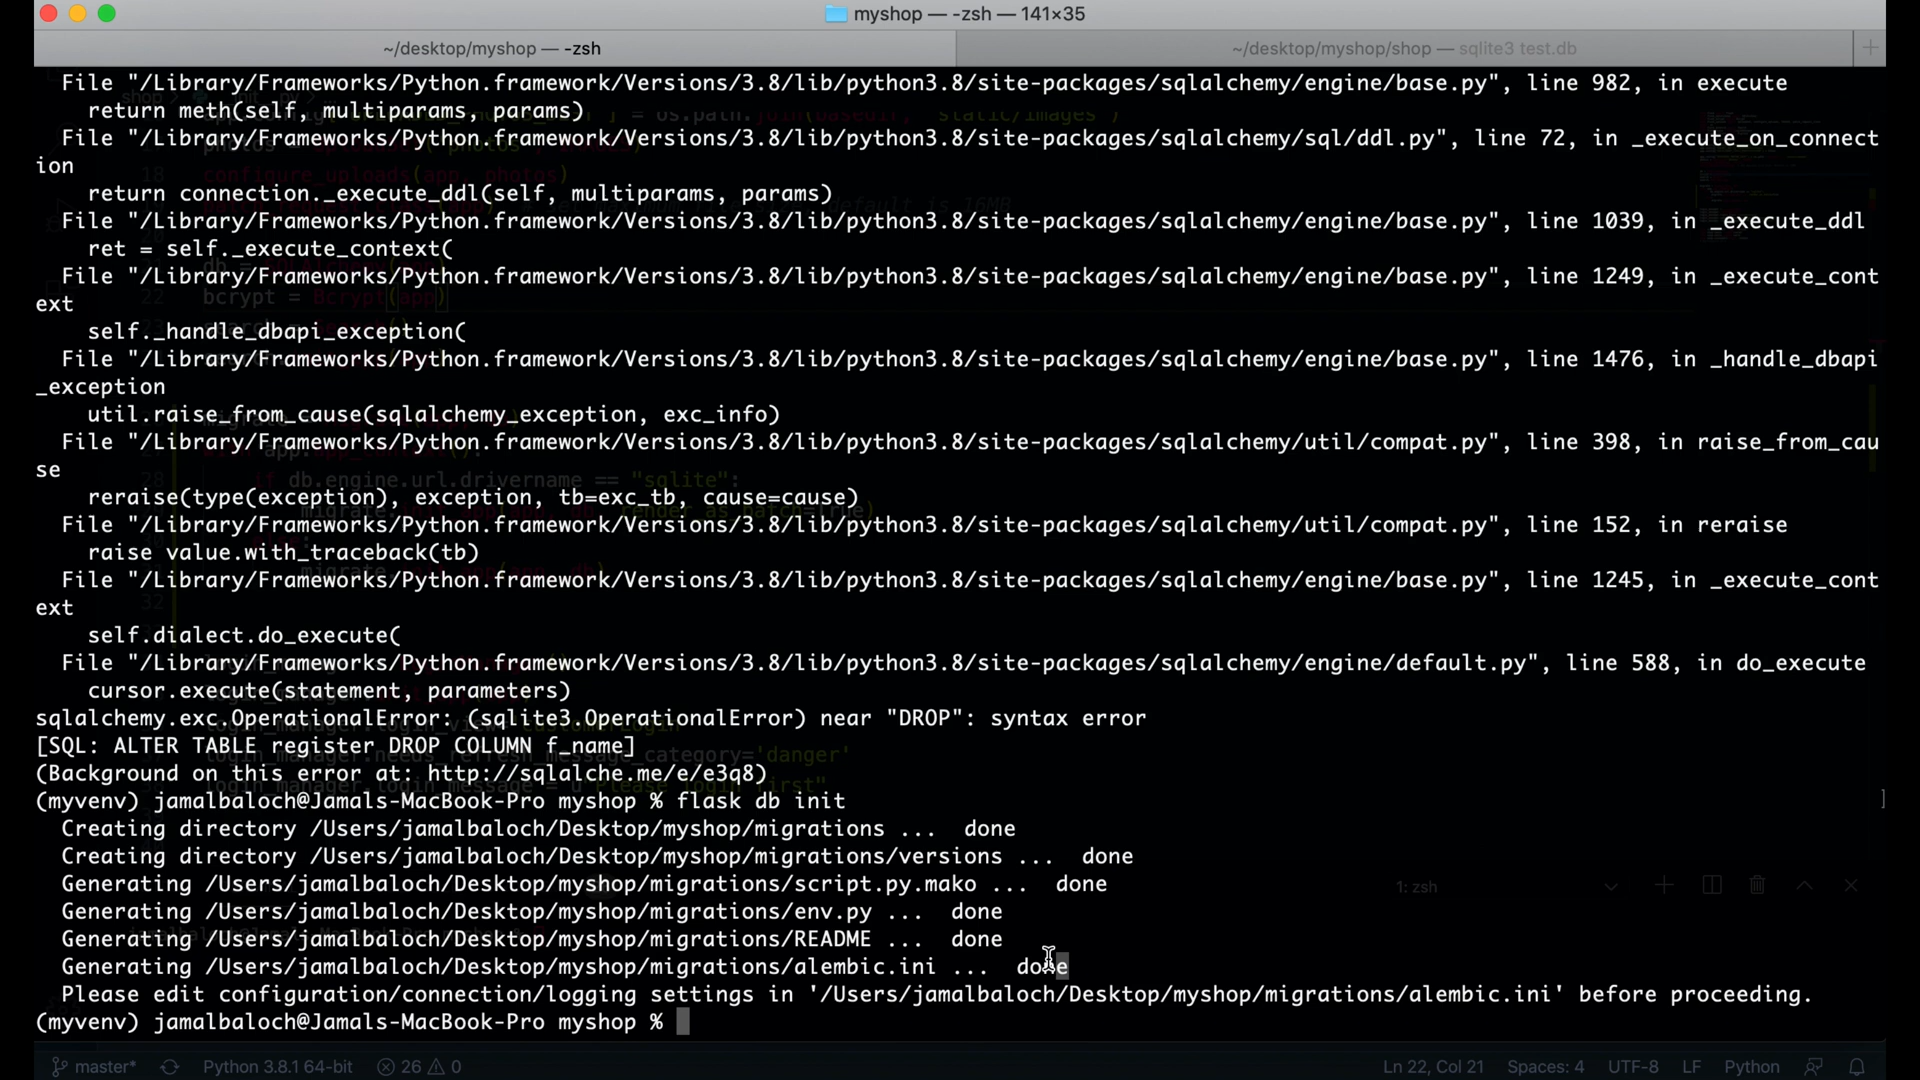 myshop — -zsh — 141×35
~/desktop/myshop — -zsh
~/desktop/myshop/shop — sqlite3 test.db
File "/Library/Frameworks/Python.framework/Versions/3.8/lib/python3.8/site-packages/sqlalchemy/engine/base.py", line 982, in execute
return meth(self, multiparams, params)
File "/Library/Frameworks/Python.framework/Versions/3.8/lib/python3.8/site-packages/sqlalchemy/sql/ddl.py", line 72, in _execute_on_connect
ion
return connection._execute_ddl(self, multiparams, params)
File "/Library/Frameworks/Python.framework/Versions/3.8/lib/python3.8/site-packages/sqlalchemy/engine/base.py", line 1039, in _execute_ddl
ret = self._execute_context(
File "/Library/Frameworks/Python.framework/Versions/3.8/lib/python3.8/site-packages/sqlalchemy/engine/base.py", line 1249, in _execute_cont
ext
self._handle_dbapi_exception(
File "/Library/Frameworks/Python.framework/Versions/3.8/lib/python3.8/site-packages/sqlalchemy/engine/base.py", line 1476, in _handle_dbapi
_exception
util.raise_from_cause(sqlalchemy_exception, exc_info)
File "/Library/Frameworks/Python.framework/Versions/3.8/lib/python3.8/site-packages/sqlalchemy/util/compat.py", line 398, in raise_from_cau
se
reraise(type(exception), exception, tb=exc_tb, cause=cause)
File "/Library/Frameworks/Python.framework/Versions/3.8/lib/python3.8/site-packages/sqlalchemy/util/compat.py", line 152, in reraise
raise value.with_traceback(tb)
File "/Library/Frameworks/Python.framework/Versions/3.8/lib/python3.8/site-packages/sqlalchemy/engine/base.py", line 1245, in _execute_cont
ext
self.dialect.do_execute(
File "/Library/Frameworks/Python.framework/Versions/3.8/lib/python3.8/site-packages/sqlalchemy/engine/default.py", line 588, in do_execute
cursor.execute(statement, parameters)
sqlalchemy.exc.OperationalError: (sqlite3.OperationalError) near "DROP": syntax error
[SQL: ALTER TABLE register DROP COLUMN f_name]
(Background on this error at: http://sqlalche.me/e/e3q8)
(myvenv) jamalbaloch@Jamals-MacBook-Pro myshop % flask db init
Creating directory /Users/jamalbaloch/Desktop/myshop/migrations ...  done
Creating directory /Users/jamalbaloch/Desktop/myshop/migrations/versions ...  done
Generating /Users/jamalbaloch/Desktop/myshop/migrations/script.py.mako ...  done
Generating /Users/jamalbaloch/Desktop/myshop/migrations/env.py ...  done
Generating /Users/jamalbaloch/Desktop/myshop/migrations/README ...  done
Generating /Users/jamalbaloch/Desktop/myshop/migrations/alembic.ini ...  done
Please edit configuration/connection/logging settings in '/Users/jamalbaloch/Desktop/myshop/migrations/alembic.ini' before proceeding.
(myvenv) jamalbaloch@Jamals-MacBook-Pro myshop %
1: zsh
master* Python 3.8.1 64-bit 26 0 Ln 22, Col 21 Spaces: 4 UTF-8 LF Python